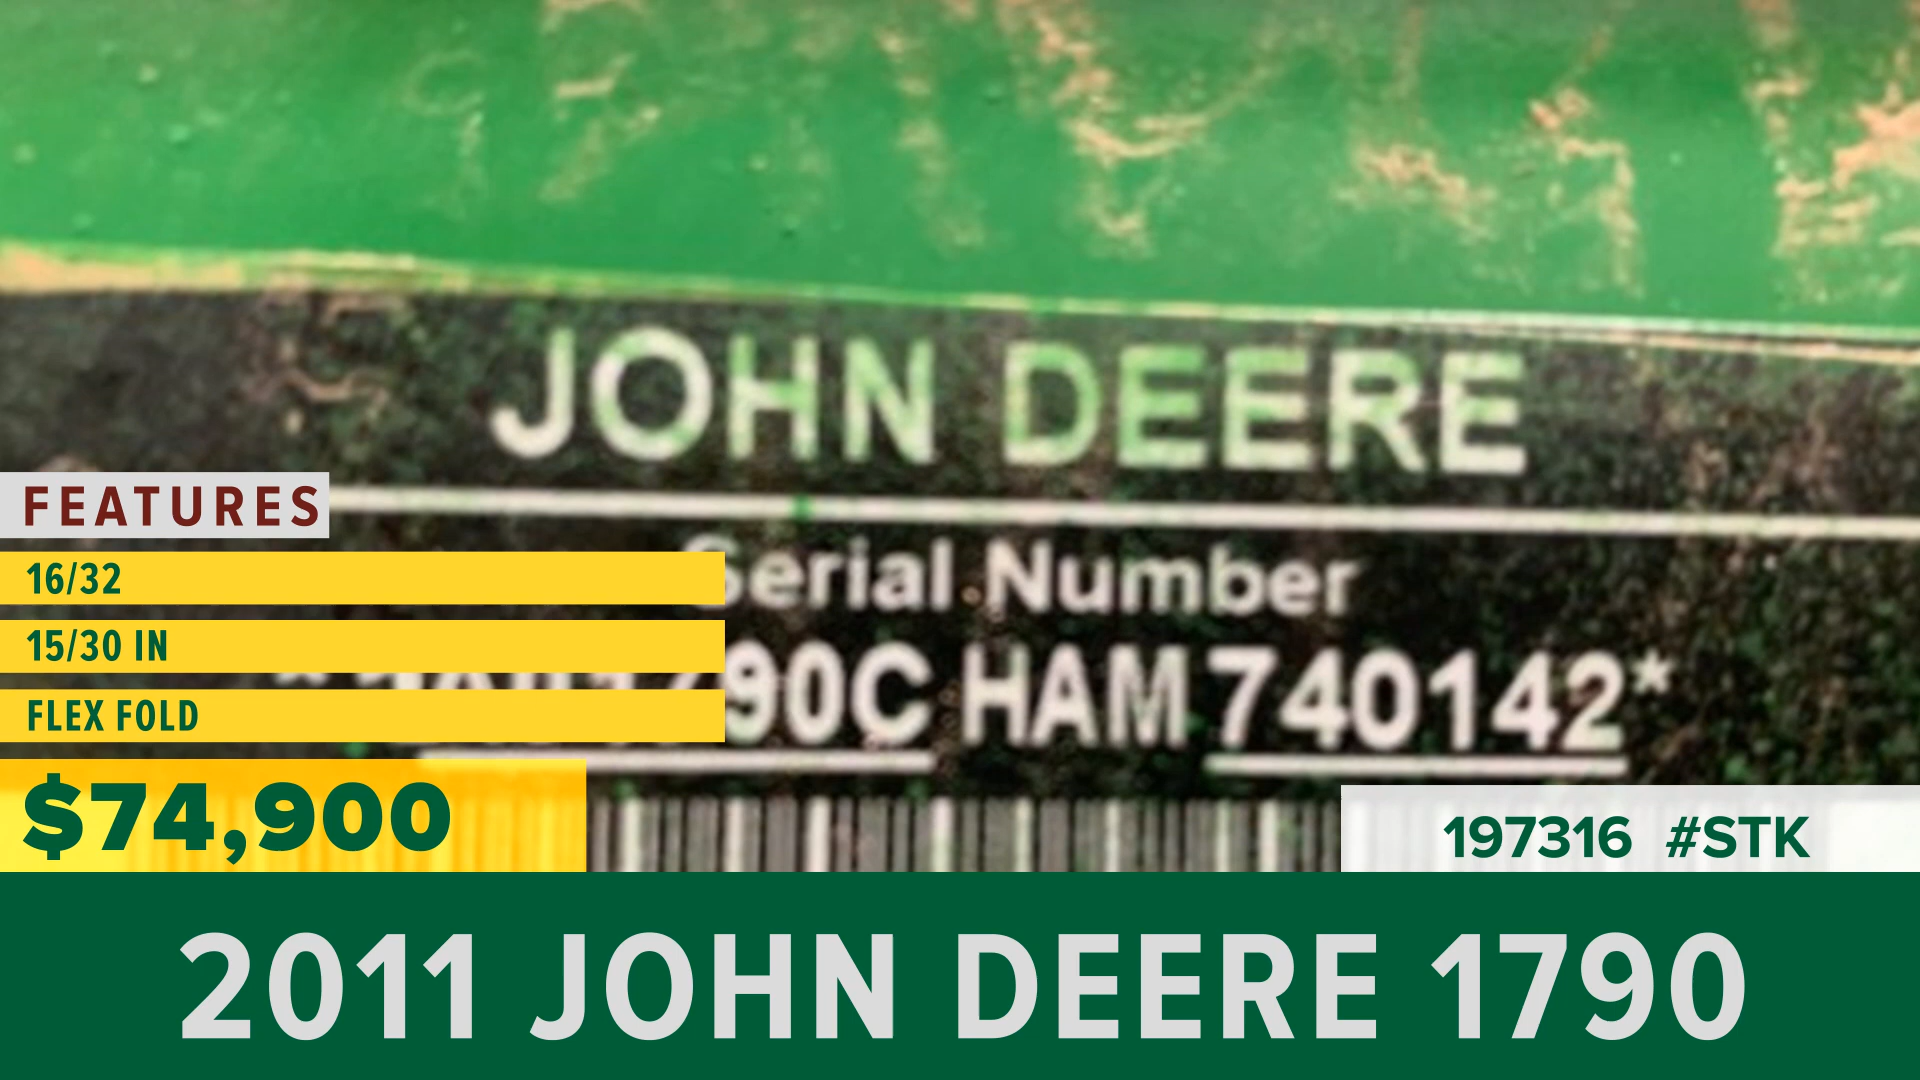 JOHN DEERE
FEATURES
Serial Number
16/32
15/30 IN
90C HAM 740142*
FLEX FOLD
$74,900
197316 #STK
2011 JOHN DEERE 1790